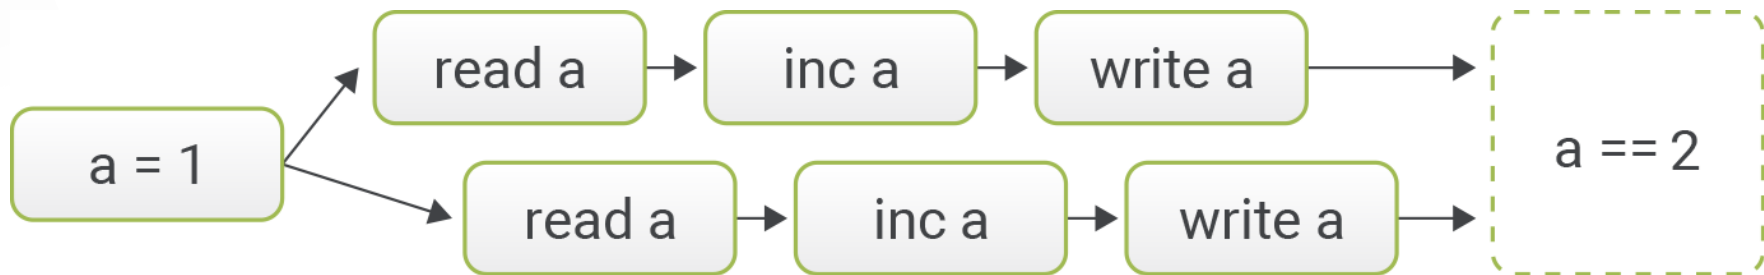 read a
inc a
write a
a = 1
a == 2
read a
inc a
write a